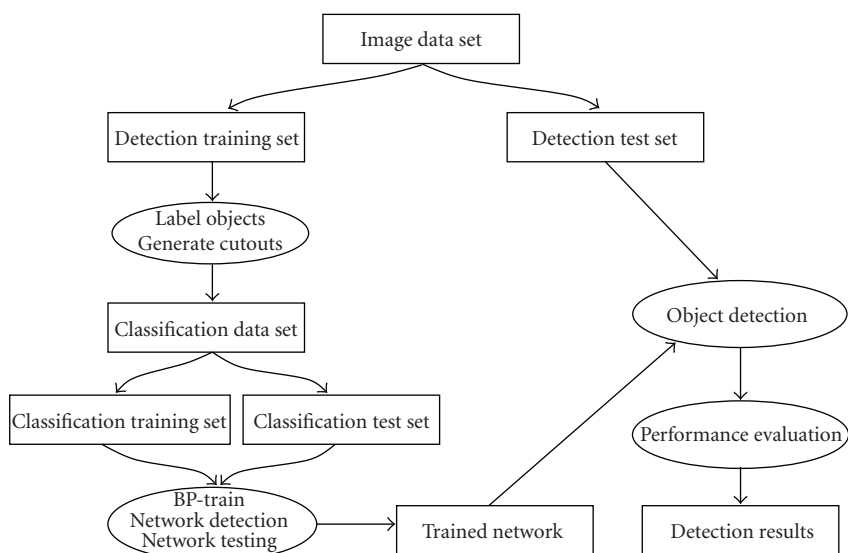 Image data set
Detection training set
Detection test set
Label objects
Generate cutouts
Classification data set
Object detection
Classification training set
Classification test set
Performance evaluation
BP-train
Network detection
Network testing
Trained network
Detection results